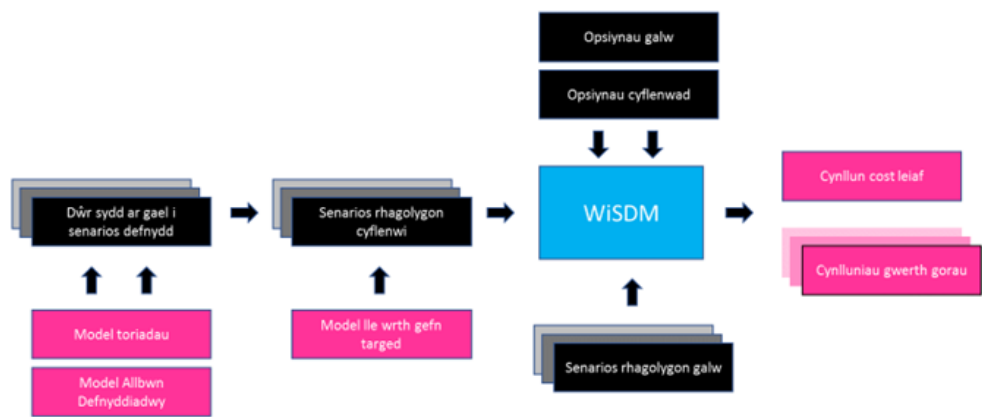 Opsiynau galw
Opsiynau cyflenwad
Dŵr sydd ar gael i
senarios defnydd
Senarios rhagolygon
cyflenwi
WiSDM
Cynllun cost leiaf
Cynlluniau gwerth gorau
Model toriadau
Model Allbwn
Defnyddiadwy
Model lle wrth gefn
targed
Senarios rhagolygon galw